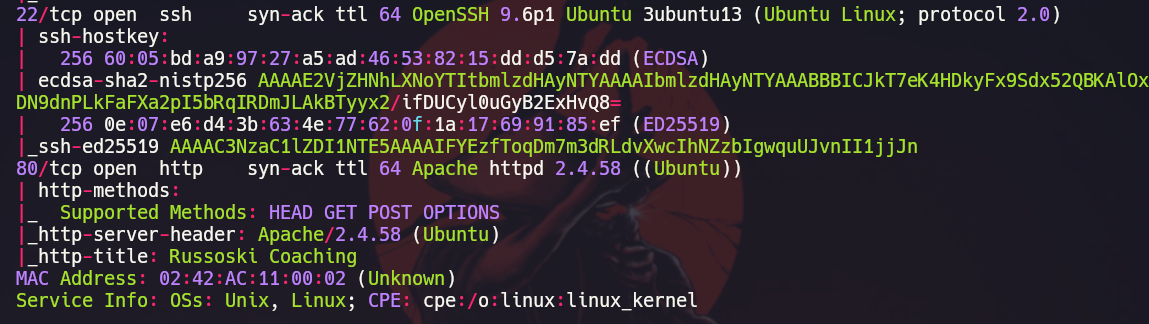 22/tcp open  ssh     syn-ack ttl 64 OpenSSH 9.6p1 Ubuntu 3ubuntu13 (Ubuntu Linux; protocol 2.0)
| ssh-hostkey:
|   256 60:05:bd:a9:97:27:a5:ad:46:53:82:15:dd:d5:7a:dd (ECDSA)
| ecdsa-sha2-nistp256 AAAAE2VjZHNhLXNoYTItbmlzdHAyNTYAAAAIbmlzdHAyNTYAAABBBICJkT7eK4HDkyFx9Sdx52QBKAlOx
DN9dnPLkFaFXa2pI5bRqIRDmJLAkBTyyx2/ifDUCyl0uGyB2ExHvQ8=
|   256 0e:07:e6:d4:3b:63:4e:77:62:0f:1a:17:69:91:85:ef (ED25519)
|_ssh-ed25519 AAAAC3NzaC1lZDI1NTE5AAAAIFYEzfToqDm7m3dRLdvXwcIhNZzbIgwquUJvnII1jjJn
80/tcp open  http    syn-ack ttl 64 Apache httpd 2.4.58 ((Ubuntu))
| http-methods:
|_  Supported Methods: HEAD GET POST OPTIONS
|_http-server-header: Apache/2.4.58 (Ubuntu)
|_http-title: Russoski Coaching
MAC Address: 02:42:AC:11:00:02 (Unknown)
Service Info: OSs: Unix, Linux; CPE: cpe:/o:linux:linux_kernel